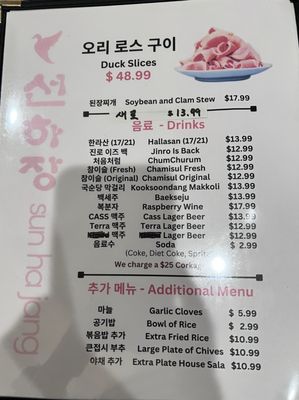 오리 로스 구이
Duck Slices
$ 48.99
된장찌개 Soybean and Clam Stew $17.99
새로 $13.99
음료 - Drinks
한라산 (17/21) Hallasan (17/21) $13.99
진로 이즈 백 Jinro Is Back $12.99
처음처럼 ChumChurum $12.99
참이슬 (Fresh) Chamisul Fresh $12.99
참이슬 (Original) Chamisul Original $12.99
국순당 막걸리 Kooksoondang Makkoli $13.99
백세주 Baekseju $13.99
복분자 Raspberry Wine $17.99
CASS 맥주 Cass Lager Beer
Terra 맥주 Terra Lager Beer
맥주 Lager Beer
음료수 Soda $ 2.99
(Coke, Diet Coke, Sprite
We charge a $25 Corkag
추가 메뉴 - Additional Menu
마늘 Garlic Cloves $ 5.99
공기밥 Bowl of Rice $ 2.99
볶음밥 추가 Extra Fried Rice $10.99
큰접시 부추 Large Plate of Chives $10.99
야채 추가 Extra Plate House Sala $10.99
선하장 sun ha jang